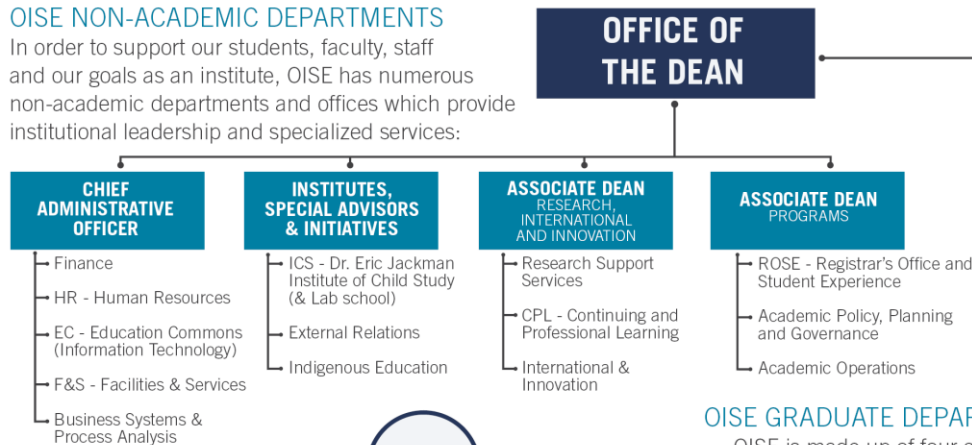 OISE NON-ACADEMIC DEPARTMENTS
In order to support our students, faculty, staff
and our goals as an institute, OISE has numerous
non-academic departments and offices which provide
institutional leadership and specialized services:
OFFICE OF
THE DEAN
CHIEF
ADMINISTRATIVE
OFFICER
Finance
HR - Human Resources
EC - Education Commons
(Information Technology)
F&S - Facilities & Services
Business Systems &
Process Analysis
INSTITUTES,
SPECIAL ADVISORS
& INITIATIVES
ICS - Dr. Eric Jackman
Institute of Child Study
(& Lab school)
External Relations
Indigenous Education
ASSOCIATE DEAN
RESEARCH,
INTERNATIONAL
AND INNOVATION
Research Support
Services
CPL - Continuing and
Professional Learning
International &
Innovation
ASSOCIATE DEAN
PROGRAMS
ROSE - Registrar's Office and
Student Experience
Academic Policy, Planning
and Governance
Academic Operations
OISE GRADUATE DEPAR
OISE is made up of four